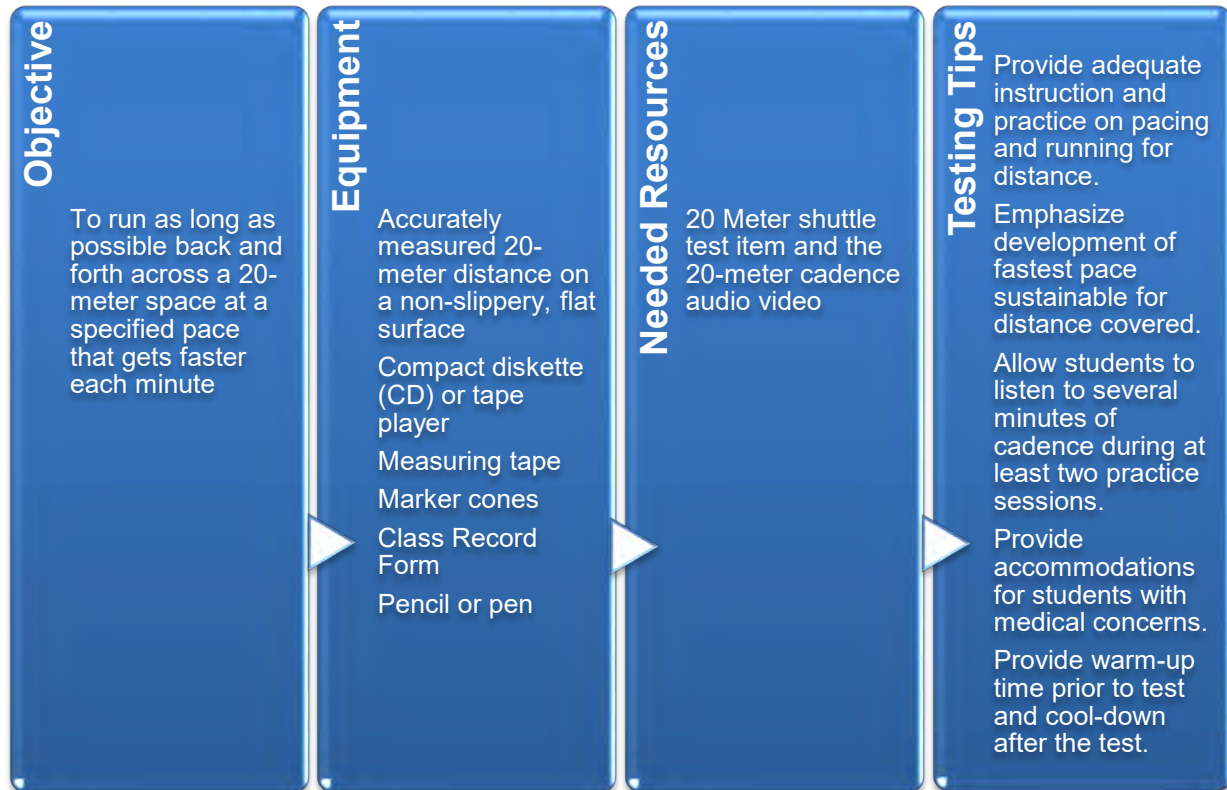 Objective
To run as long as
possible back and
forth across a 20-
meter space at a
specified pace
that gets faster
each minute
Equipment
Accurately
measured 20-
meter distance on
a non-slippery, flat
surface
Compact diskette
(CD) or tape
player
Measuring tape
Marker cones
Class Record
Form
Pencil or pen
Needed Resources
20 Meter shuttle
test item and the
20-meter cadence
audio video
Testing Tips
Provide adequate
instruction and
practice on pacing
and running for
distance.
Emphasize
development of
fastest pace
sustainable for
distance covered.
Allow students to
listen to several
minutes of
cadence during at
least two practice
sessions.
Provide
accommodations
for students with
medical concerns.
Provide warm-up
time prior to test
and cool-down
after the test.